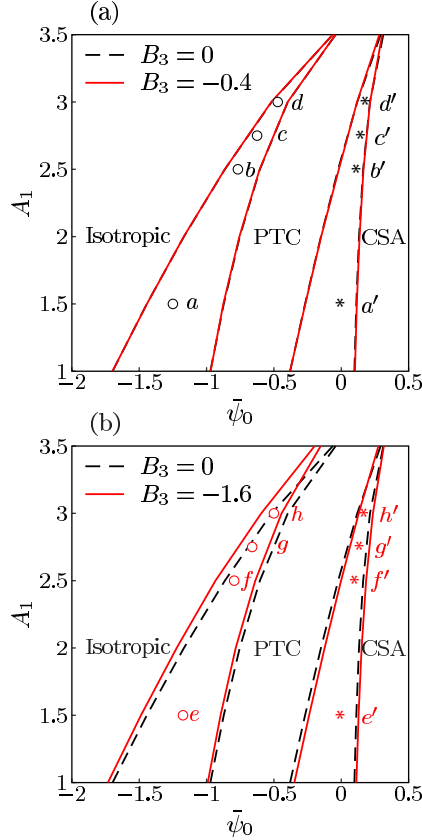 (a)
3.5
B₃ = 0
B₃ = −0.4
3
d
d′
c
c′
2.5
b
b′
A₁
2
Isotropic
PTC
CSA
1.5
a
a′
1
−2
−1.5
−1
−0.5
0
0.5
ψ̄₀
(b)
3.5
B₃ = 0
B₃ = −1.6
3
h
h′
g
g′
2.5
f
f′
A₁
2
Isotropic
PTC
CSA
1.5
e
e′
1
−2
−1.5
−1
−0.5
0
0.5
ψ̄₀